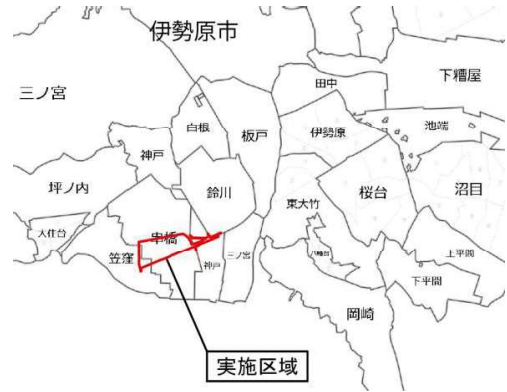 伊勢原市
下糟屋
田中
三ノ宮
白根
板戸
伊勢原
池端
神戸
坪ノ内
鈴川
東大竹
桜台
沼目
大住台
串橋
笠窪
神戸
三ノ宮
八幡台
上平間
下平間
岡崎
実施区域